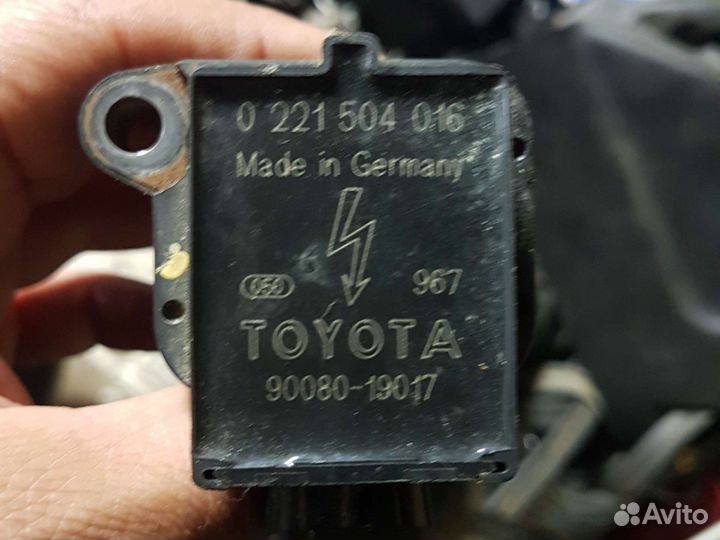 0 221 504 016
Made in Germany
967
TOYOTA
90080-19017
Avito